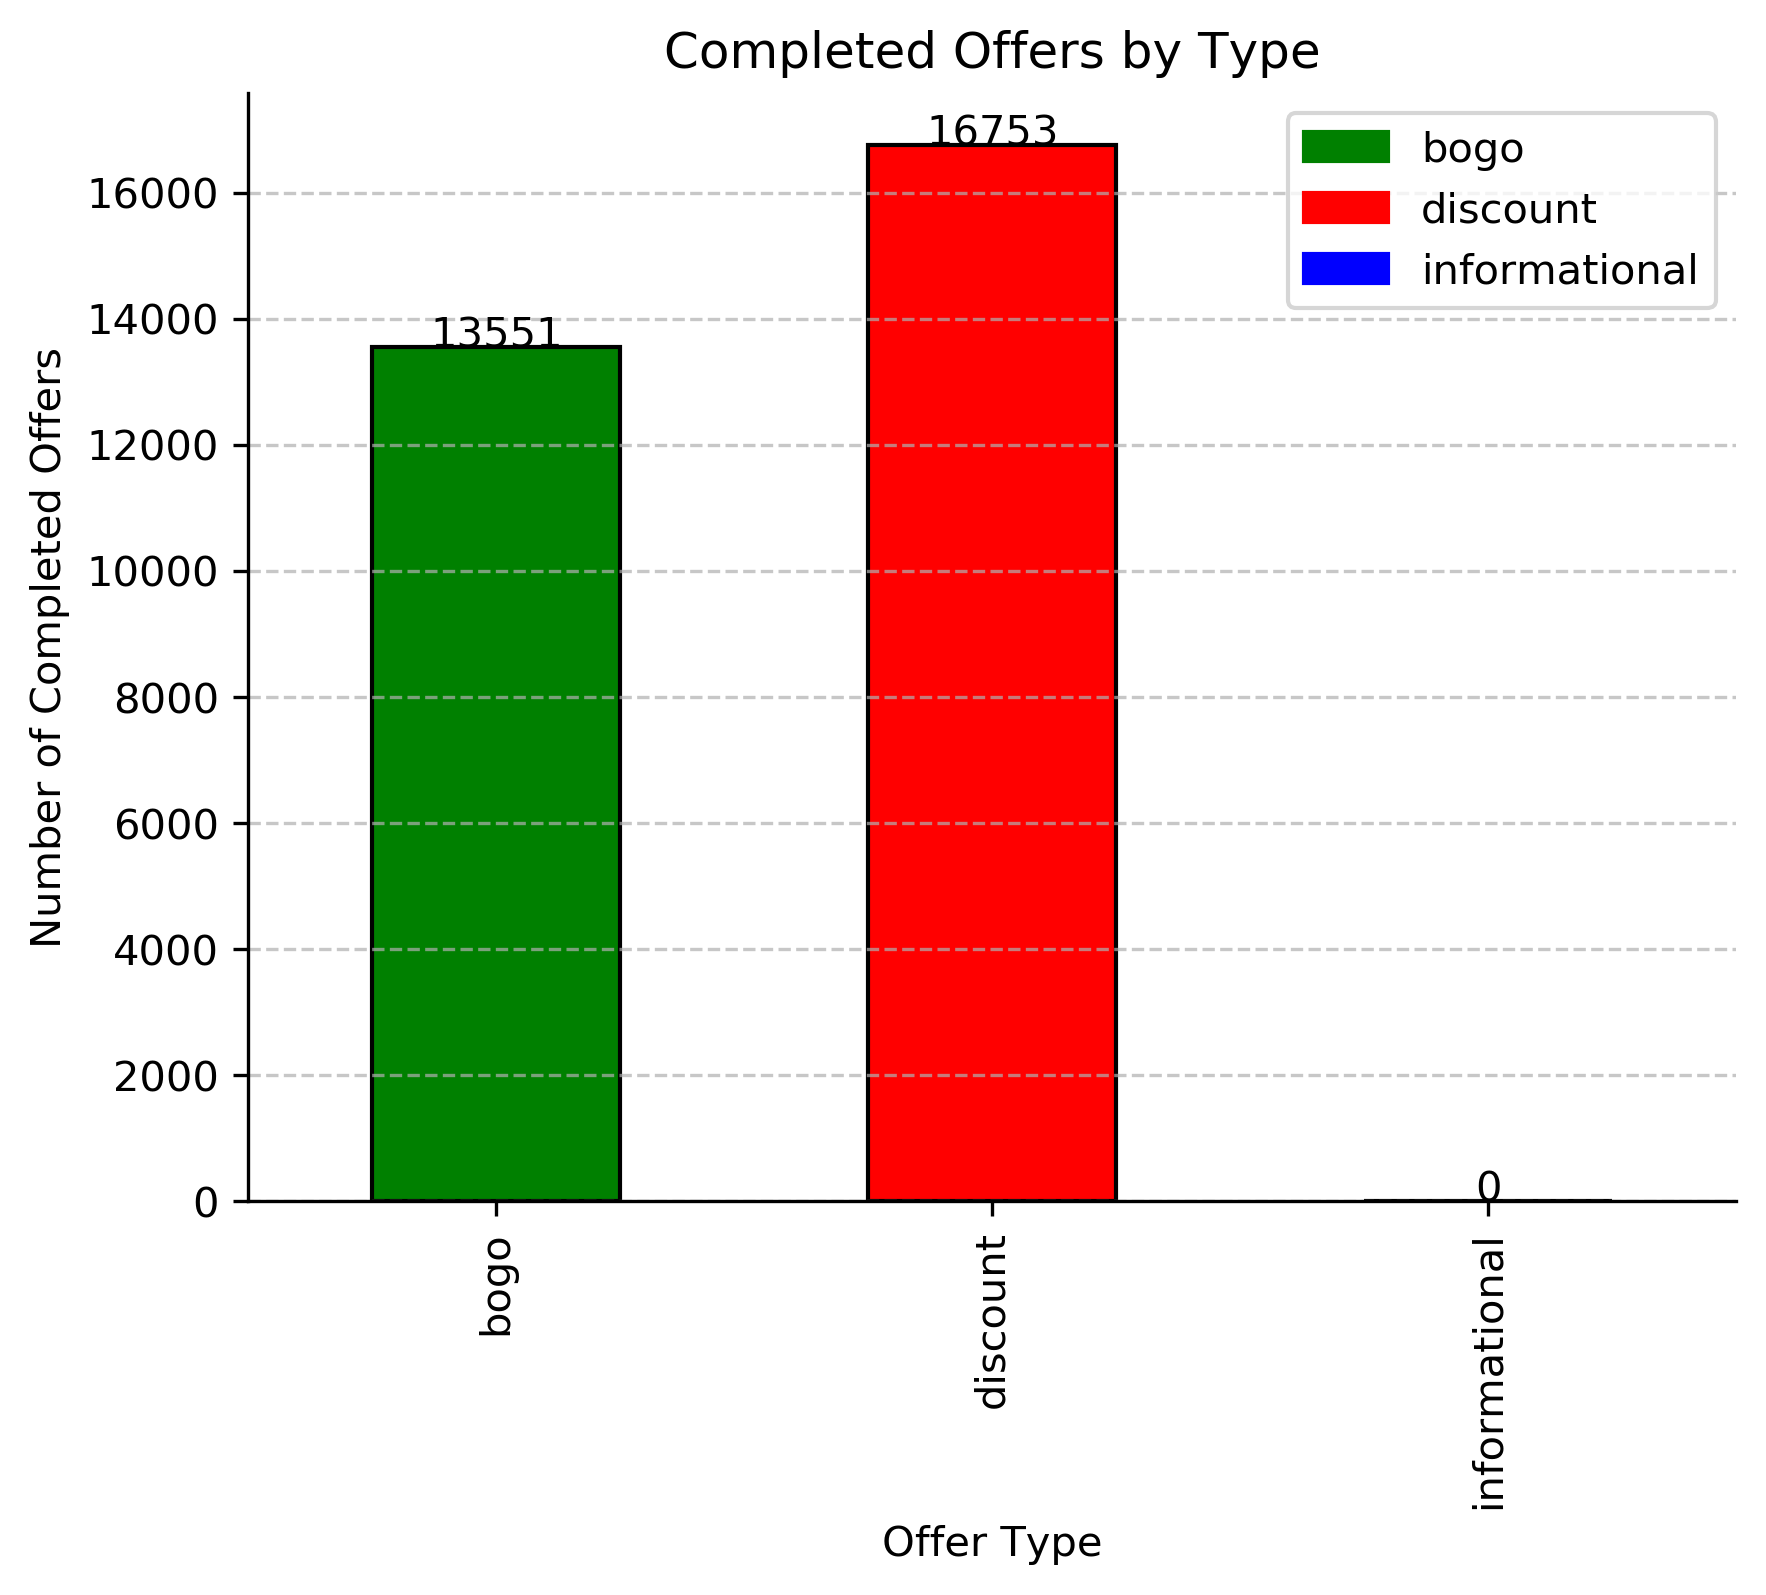 Completed Offers by Type
16753
bogo
discount
informational
16000
14000
13551
12000
10000
8000
6000
4000
2000
0
0
Number of Completed Offers
bogo
discount
informational
Offer Type